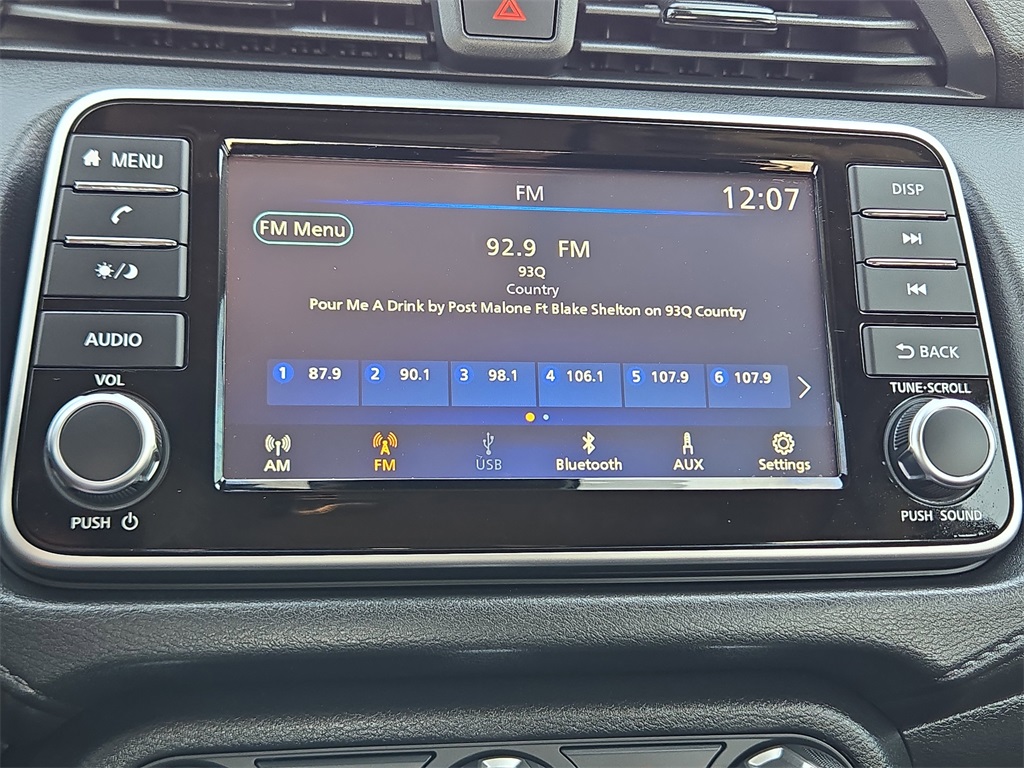 MENU
AUDIO
VOL
PUSH
FM
12:07
FM Menu
92.9 FM
93Q
Country
Pour Me A Drink by Post Malone Ft Blake Shelton on 93Q Country
1 87.9 2 90.1 3 98.1 4 106.1 5 107.9 6 107.9
AM FM USB Bluetooth AUX Settings
DISP
BACK
TUNE·SCROLL
PUSH SOUND